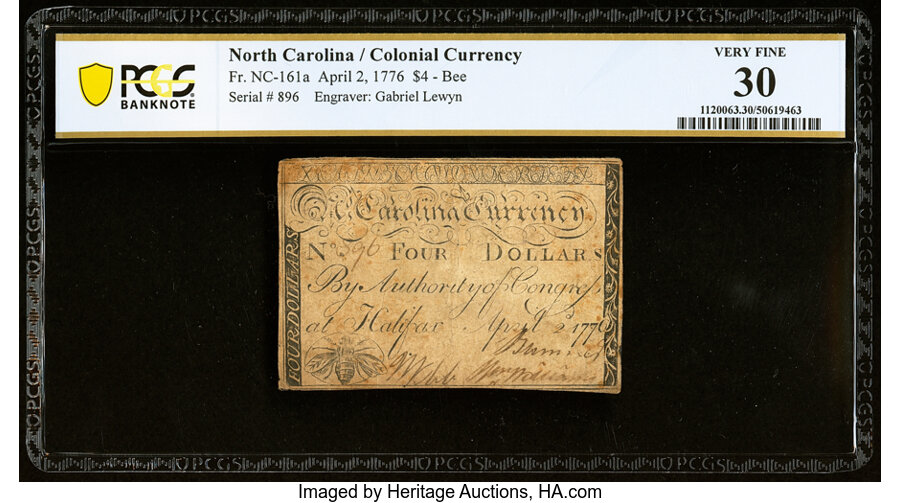 PCGS
BANKNOTE
North Carolina / Colonial Currency
Fr. NC-161a April 2, 1776 $4 - Bee
Serial # 896 Engraver: Gabriel Lewyn
VERY FINE
30
1120063.30/50619463
N. Carolina Currency.
No 896 FOUR DOLLARS
By Authority of Congress
at Halifax April 2d. 1776
FOUR DOLLARS
PCGS
Imaged by Heritage Auctions, HA.com